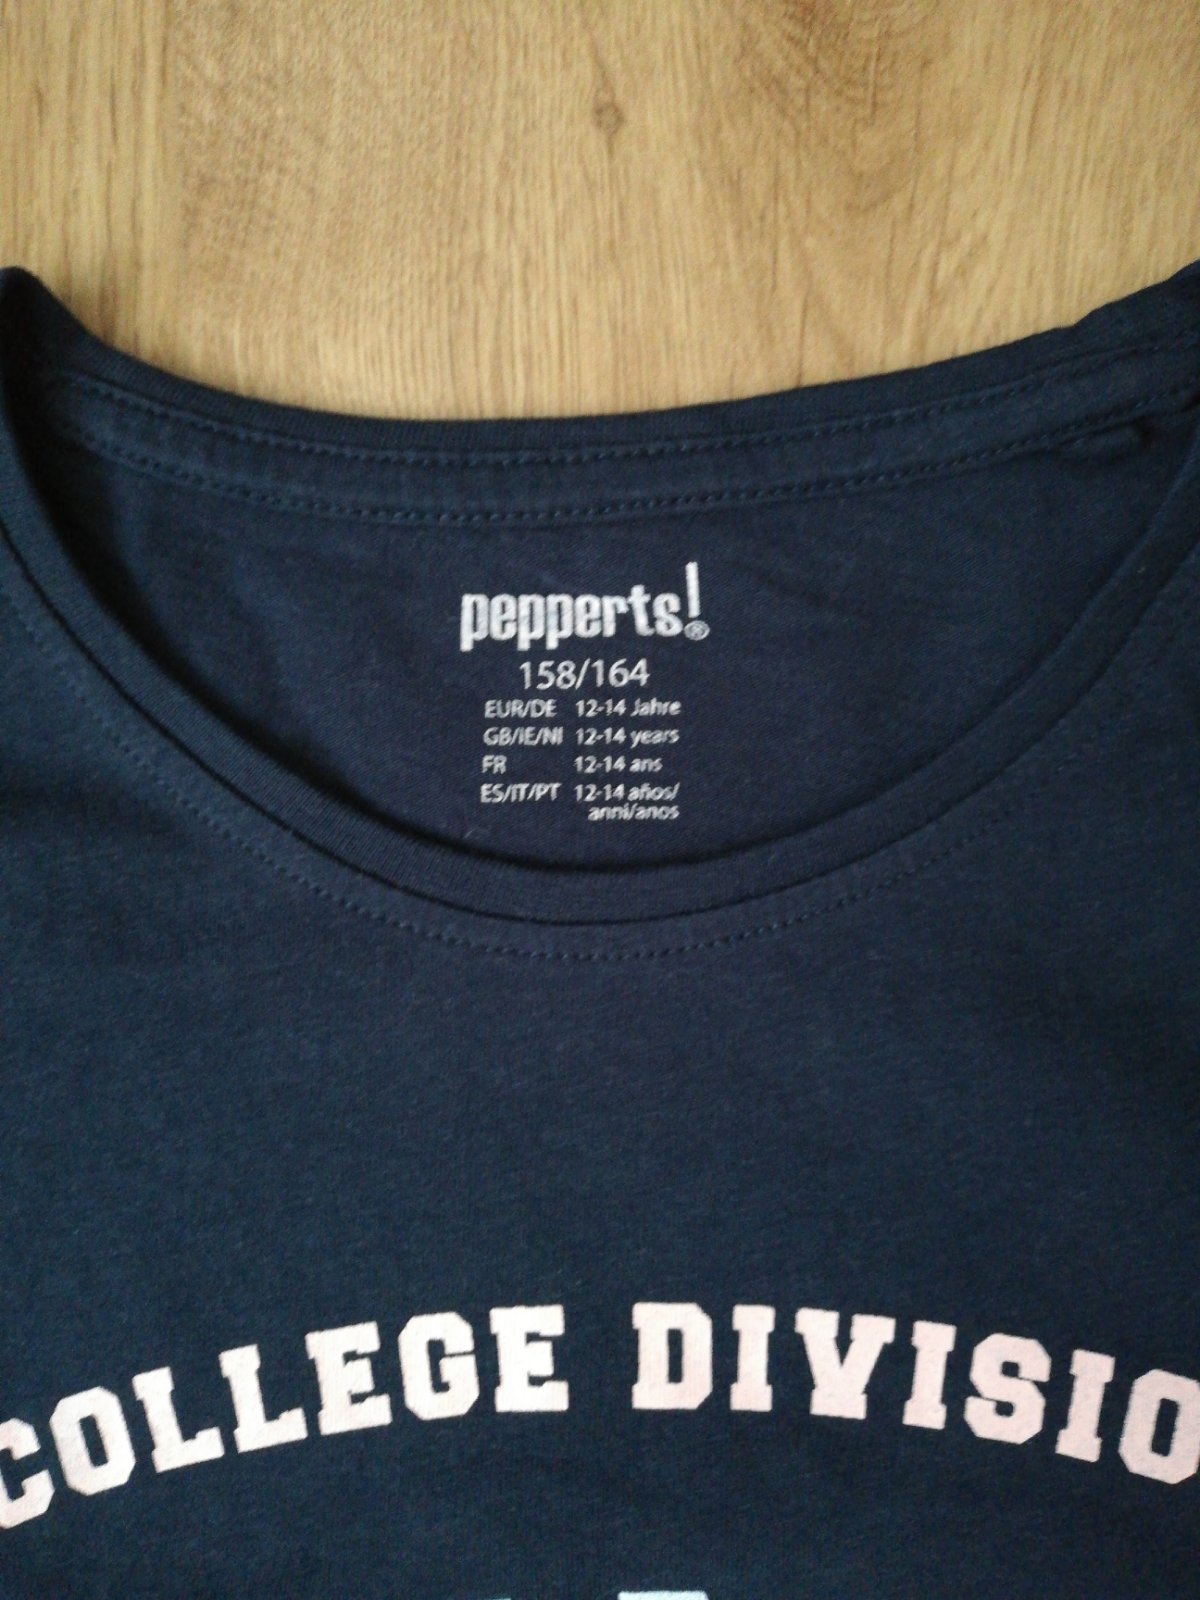 pepperts!®
158/164
EUR/DE 12-14 Jahre
GB/IE/NI 12-14 years
FR 12-14 ans
ES/IT/PT 12-14 años/
anni/anos
COLLEGE DIVISIO